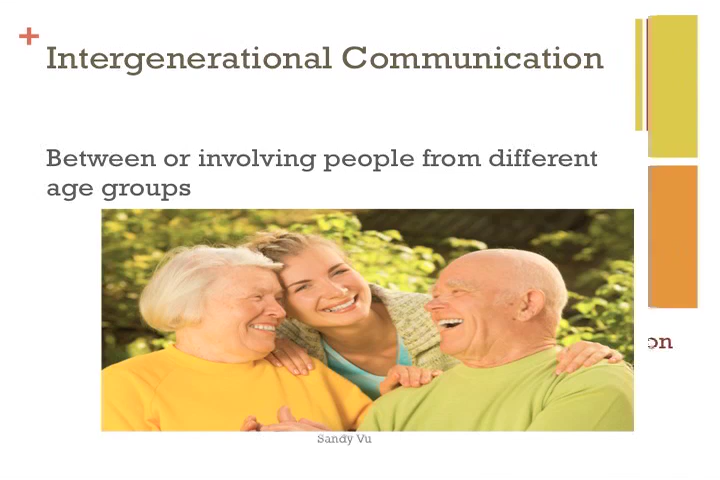 +
Intergenerational Communication
Between or involving people from different
age groups
on
Sandy Vu